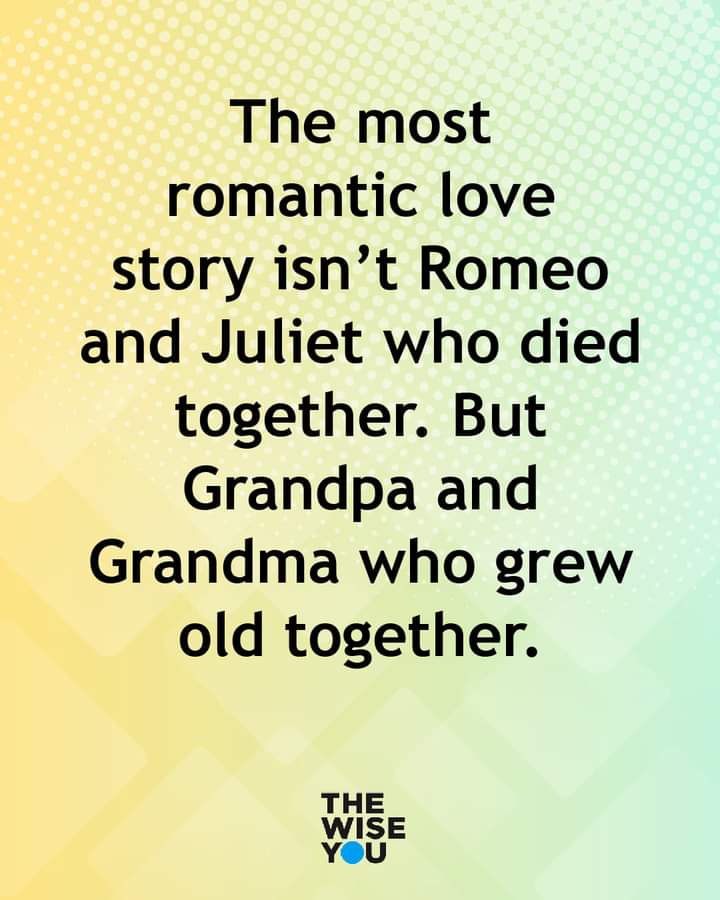 The most
romantic love
story isn’t Romeo
and Juliet who died
together. But
Grandpa and
Grandma who grew
old together.
THE
WISE
YOU